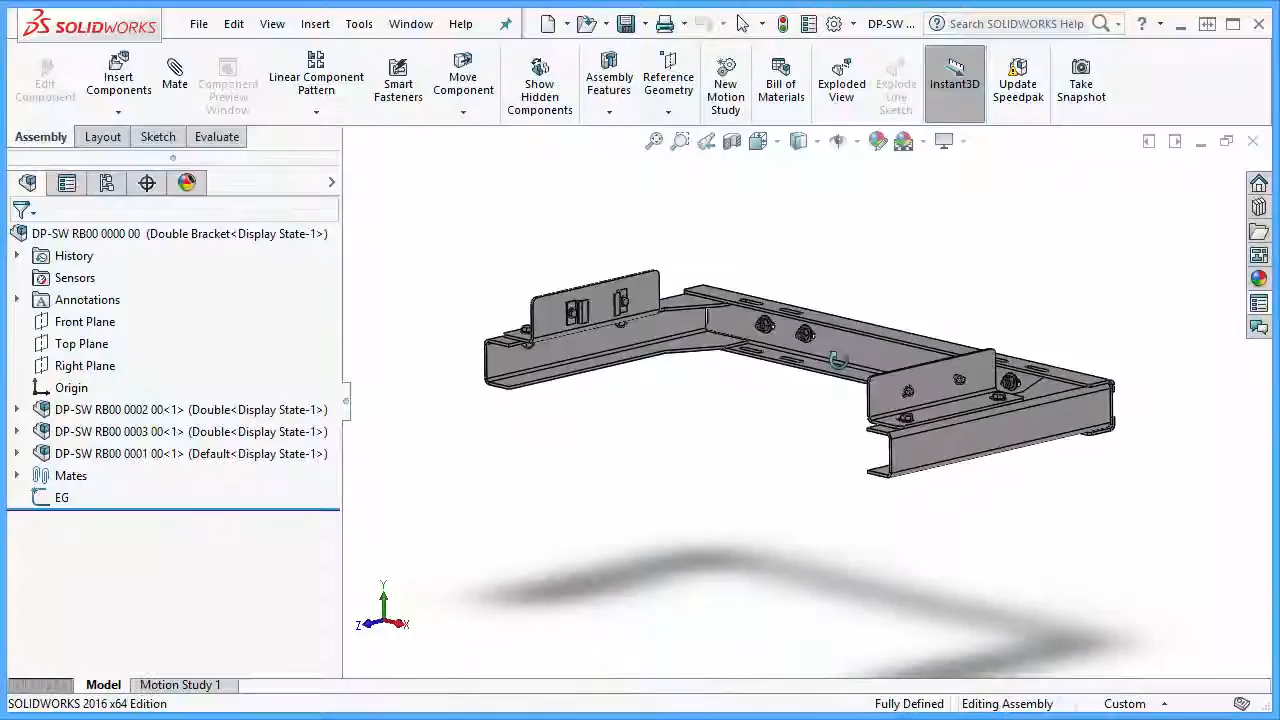 SOLIDWORKS File Edit View Insert Tools Window Help DP-SW ... Search SOLIDWORKS Help ?
Edit Component
Insert Components
Mate
Component Preview Window
Linear Component Pattern
Smart Fasteners
Move Component
Show Hidden Components
Assembly Features
Reference Geometry
New Motion Study
Bill of Materials
Exploded View
Explode Line Sketch
Instant3D
Update Speedpak
Take Snapshot
Assembly Layout Sketch Evaluate
DP-SW RB00 0000 00 (Double Bracket<Display State-1>)
History
Sensors
Annotations
Front Plane
Top Plane
Right Plane
Origin
DP-SW RB00 0002 00<1> (Double<Display State-1>)
DP-SW RB00 0003 00<1> (Double<Display State-1>)
DP-SW RB00 0001 00<1> (Default<Display State-1>)
Mates
EG
Y
Z X
Model Motion Study 1
SOLIDWORKS 2016 x64 Edition Fully Defined Editing Assembly Custom